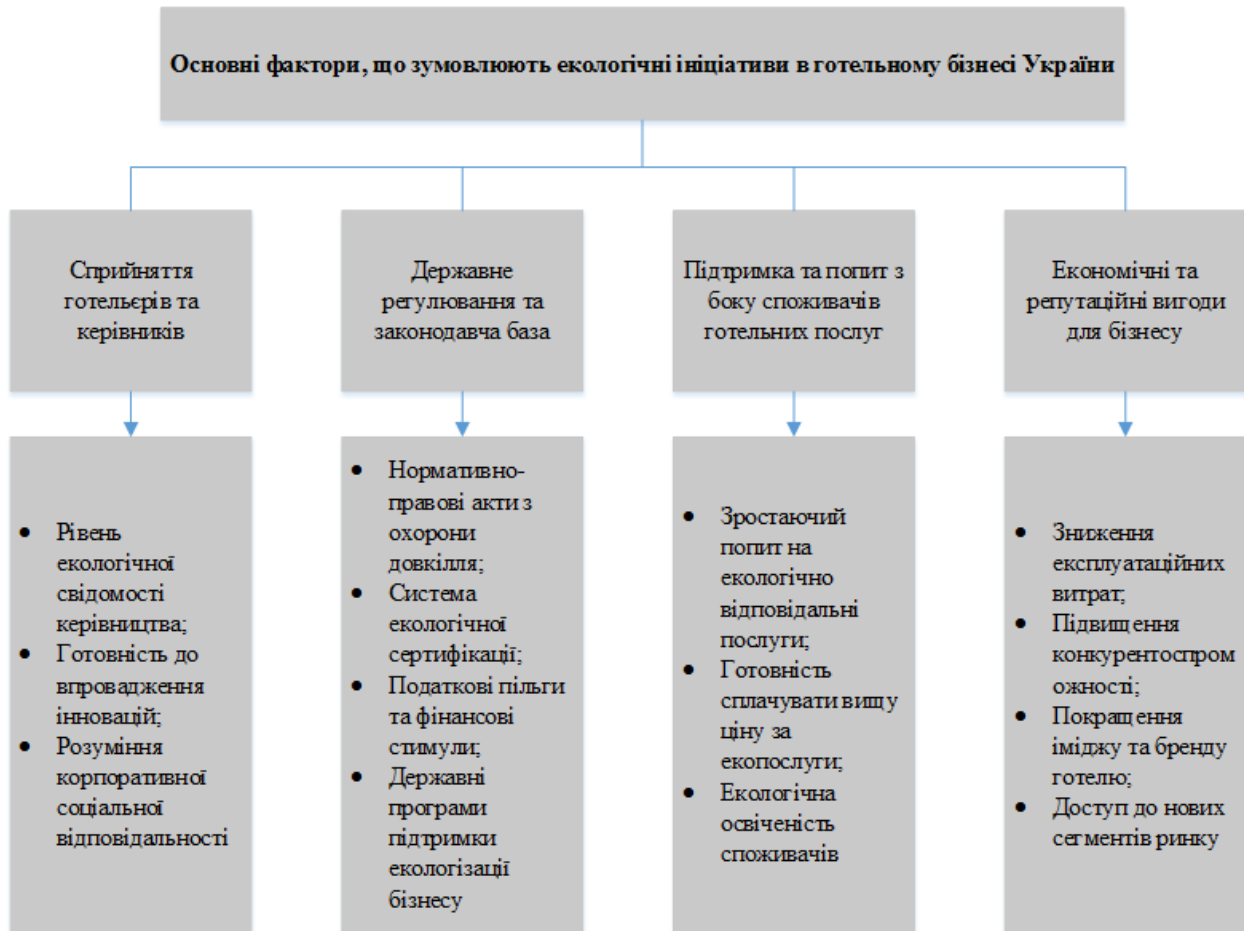 Основні фактори, що зумовлюють екологічні ініціативи в готельному бізнесі України
Сприйняття
готельєрів та
керівників
Державне
регулювання та
законодавча база
Підтримка та попит з
боку споживачів
готельних послуг
Економічні та
репутаційні вигоди
для бізнесу
• Рівень
екологічної
свідомості
керівництва;
• Готовність до
впровадження
інновацій;
• Розуміння
корпоративної
соціальної
відповідальності
• Нормативно-
правові акти з
охорони
довкілля;
• Система
екологічної
сертифікації;
• Податкові пільги
та фінансові
стимули;
• Державні
програми
підтримки
екологізації
бізнесу
• Зростаючий
попит на
екологічно
відповідальні
послуги;
• Готовність
сплачувати вищу
ціну за
екопослуги;
• Екологічна
освіченість
споживачів
• Зниження
експлуатаційних
витрат;
• Підвищення
конкурентоспром
ожності;
• Покращення
іміджу та бренду
готелю;
• Доступ до нових
сегментів ринку